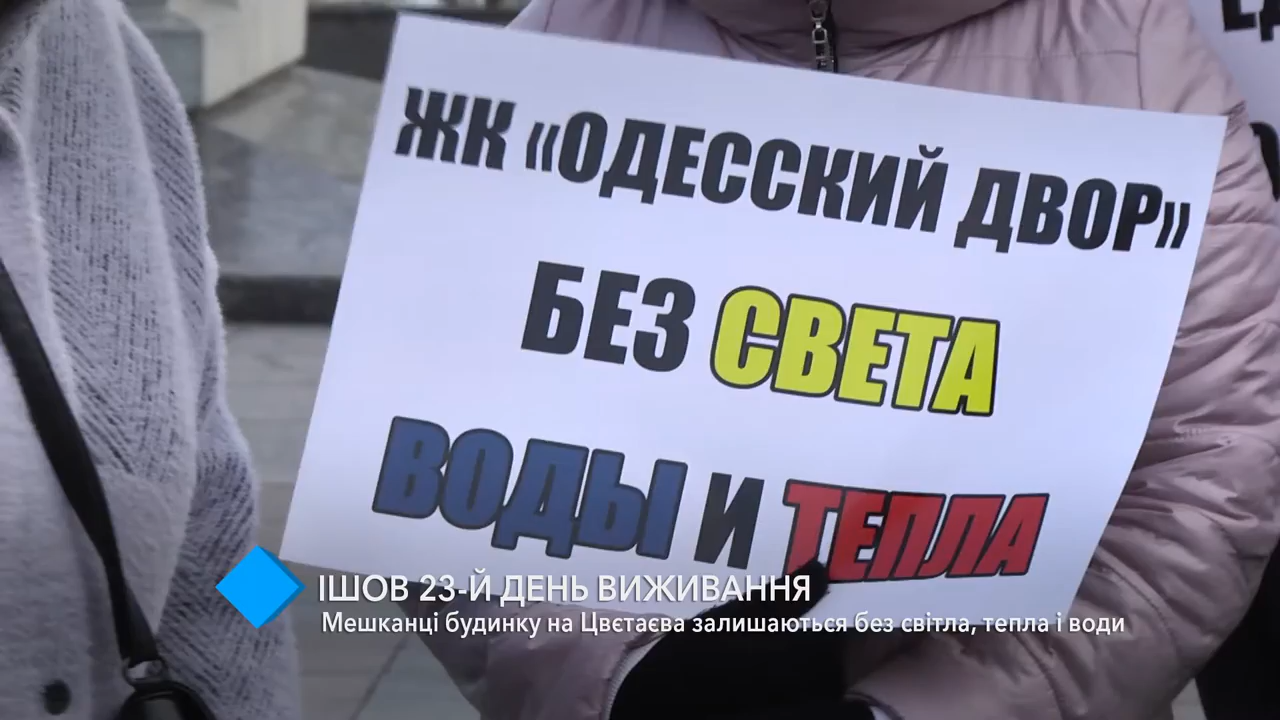 ЖК «ОДЕССКИЙ ДВОР»
БЕЗ СВЕТА
ВОДЫ И ТЕПЛА
ІШОВ 23-Й ДЕНЬ ВИЖИВАННЯ
Мешканці будинку на Цвєтаєва залишаються без світла, тепла і води